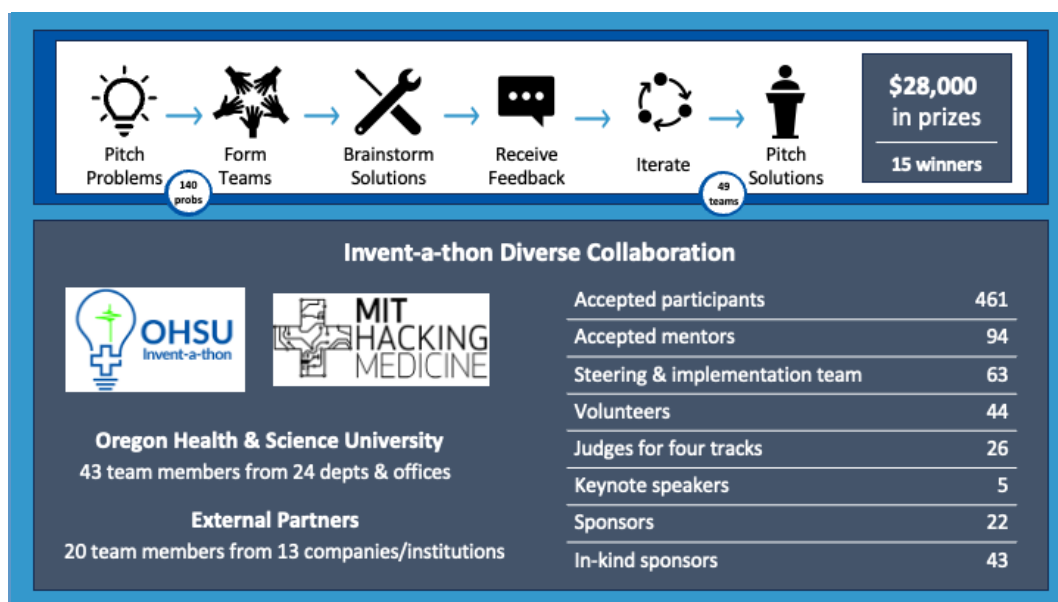 Pitch
Problems
140
probs
Form
Teams
Brainstorm
Solutions
Receive
Feedback
Iterate
49
teams
Pitch
Solutions
$28,000
in prizes
15 winners
Invent-a-thon Diverse Collaboration
OHSU
Invent-a-thon
MIT
HACKING
MEDICINE
Oregon Health & Science University
43 team members from 24 depts & offices
External Partners
20 team members from 13 companies/institutions
Accepted participants 461
Accepted mentors 94
Steering & implementation team 63
Volunteers 44
Judges for four tracks 26
Keynote speakers 5
Sponsors 22
In-kind sponsors 43